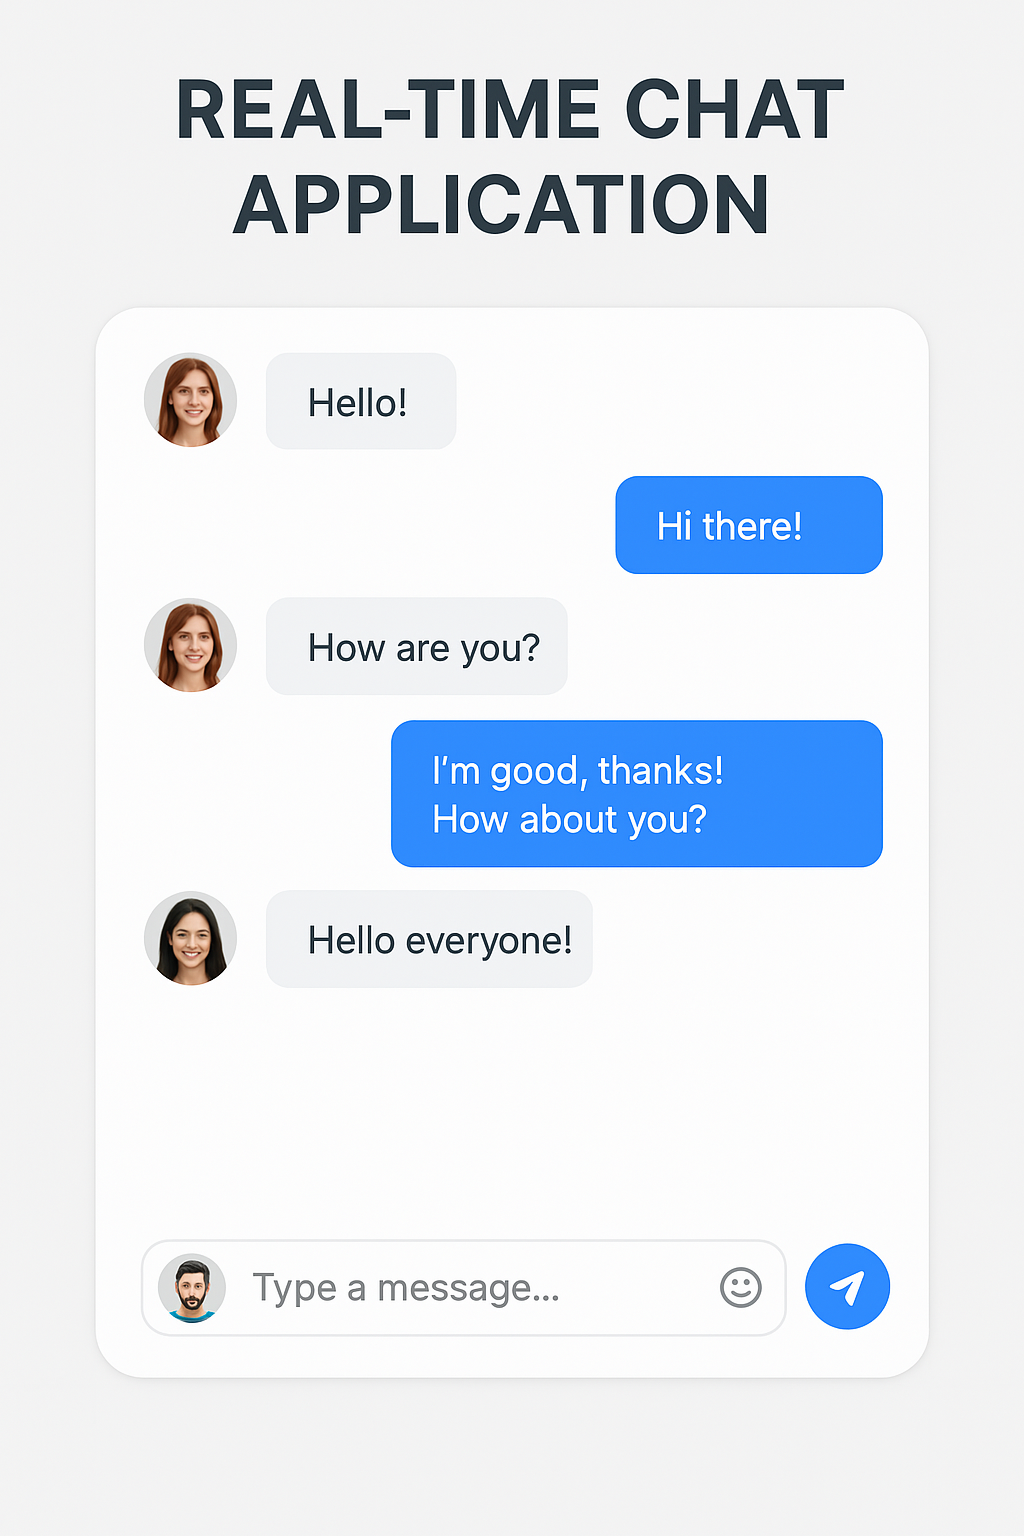 REAL-TIME CHAT
APPLICATION
Hello!
Hi there!
How are you?
I’m good, thanks!
How about you?
Hello everyone!
Type a message...